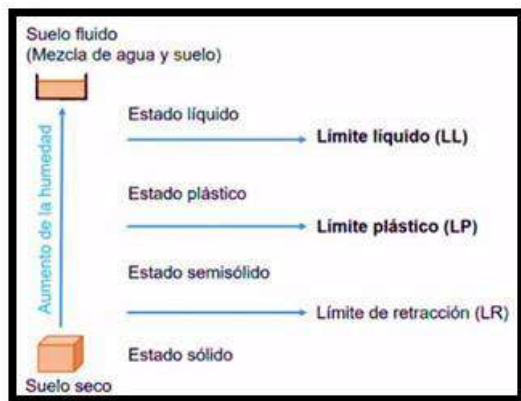 Suelo fluido
(Mezcla de agua y suelo)
Estado líquido
Límite líquido (LL)
Estado plástico
Límite plástico (LP)
Estado semisólido
Límite de retracción (LR)
Estado sólido
Suelo seco
Aumento de la humedad